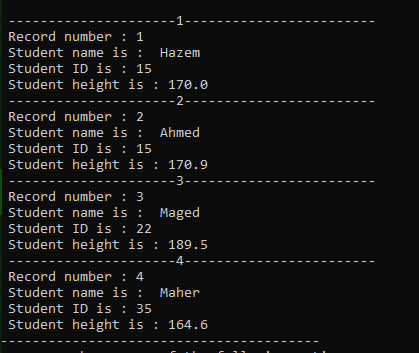 ---------------------1------------------------
Record number : 1
Student name is :  Hazem
Student ID is : 15
Student height is : 170.0
---------------------2------------------------
Record number : 2
Student name is :  Ahmed
Student ID is : 15
Student height is : 170.9
---------------------3------------------------
Record number : 3
Student name is :  Maged
Student ID is : 22
Student height is : 189.5
---------------------4------------------------
Record number : 4
Student name is :  Maher
Student ID is : 35
Student height is : 164.6
----------------------------------------